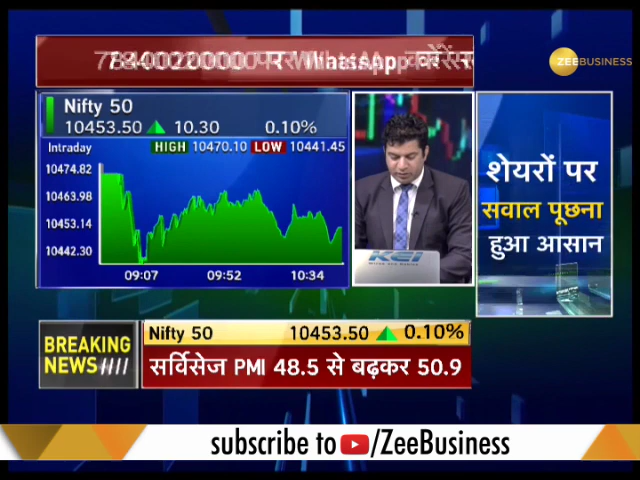 पर WhatsApp
ZEEBUSINESS
Nifty 50
10453.50 10.30 0.10%
Intraday HIGH 10470.10 LOW 10441.45
10474.82
10463.98
10453.14
10442.30
09:07 09:52 10:34
KEI
शेयरों पर
सवाल पूछना
हुआ आसान
BREAKING
NEWS
Nifty 50 10453.50 0.10%
सर्विसेज PMI 48.5 से बढ़कर 50.9
subscribe to /ZeeBusiness